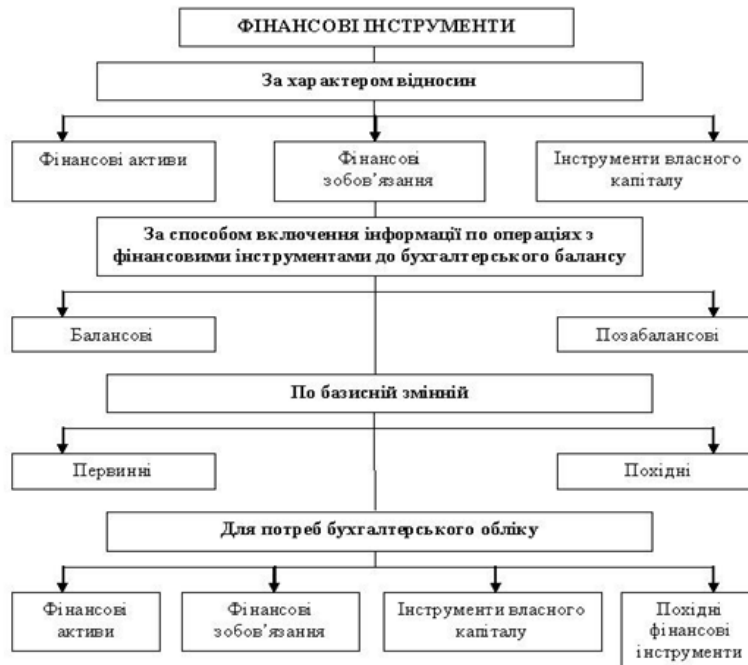 ФІНАНСОВІ ІНСТРУМЕНТИ
За характером відносин
Фінансові активи
Фінансові
зобов’язання
Інструменти власного
капіталу
За способом включення інформації по операціях з
фінансовими інструментами до бухгалтерського балансу
Балансові
Позабалансові
По базисній змінній
Первинні
Похідні
Для потреб бухгалтерського обліку
Фінансові
активи
Фінансові
зобов’язання
Інструменти власного
капіталу
Похідні
фінансові
інструменти